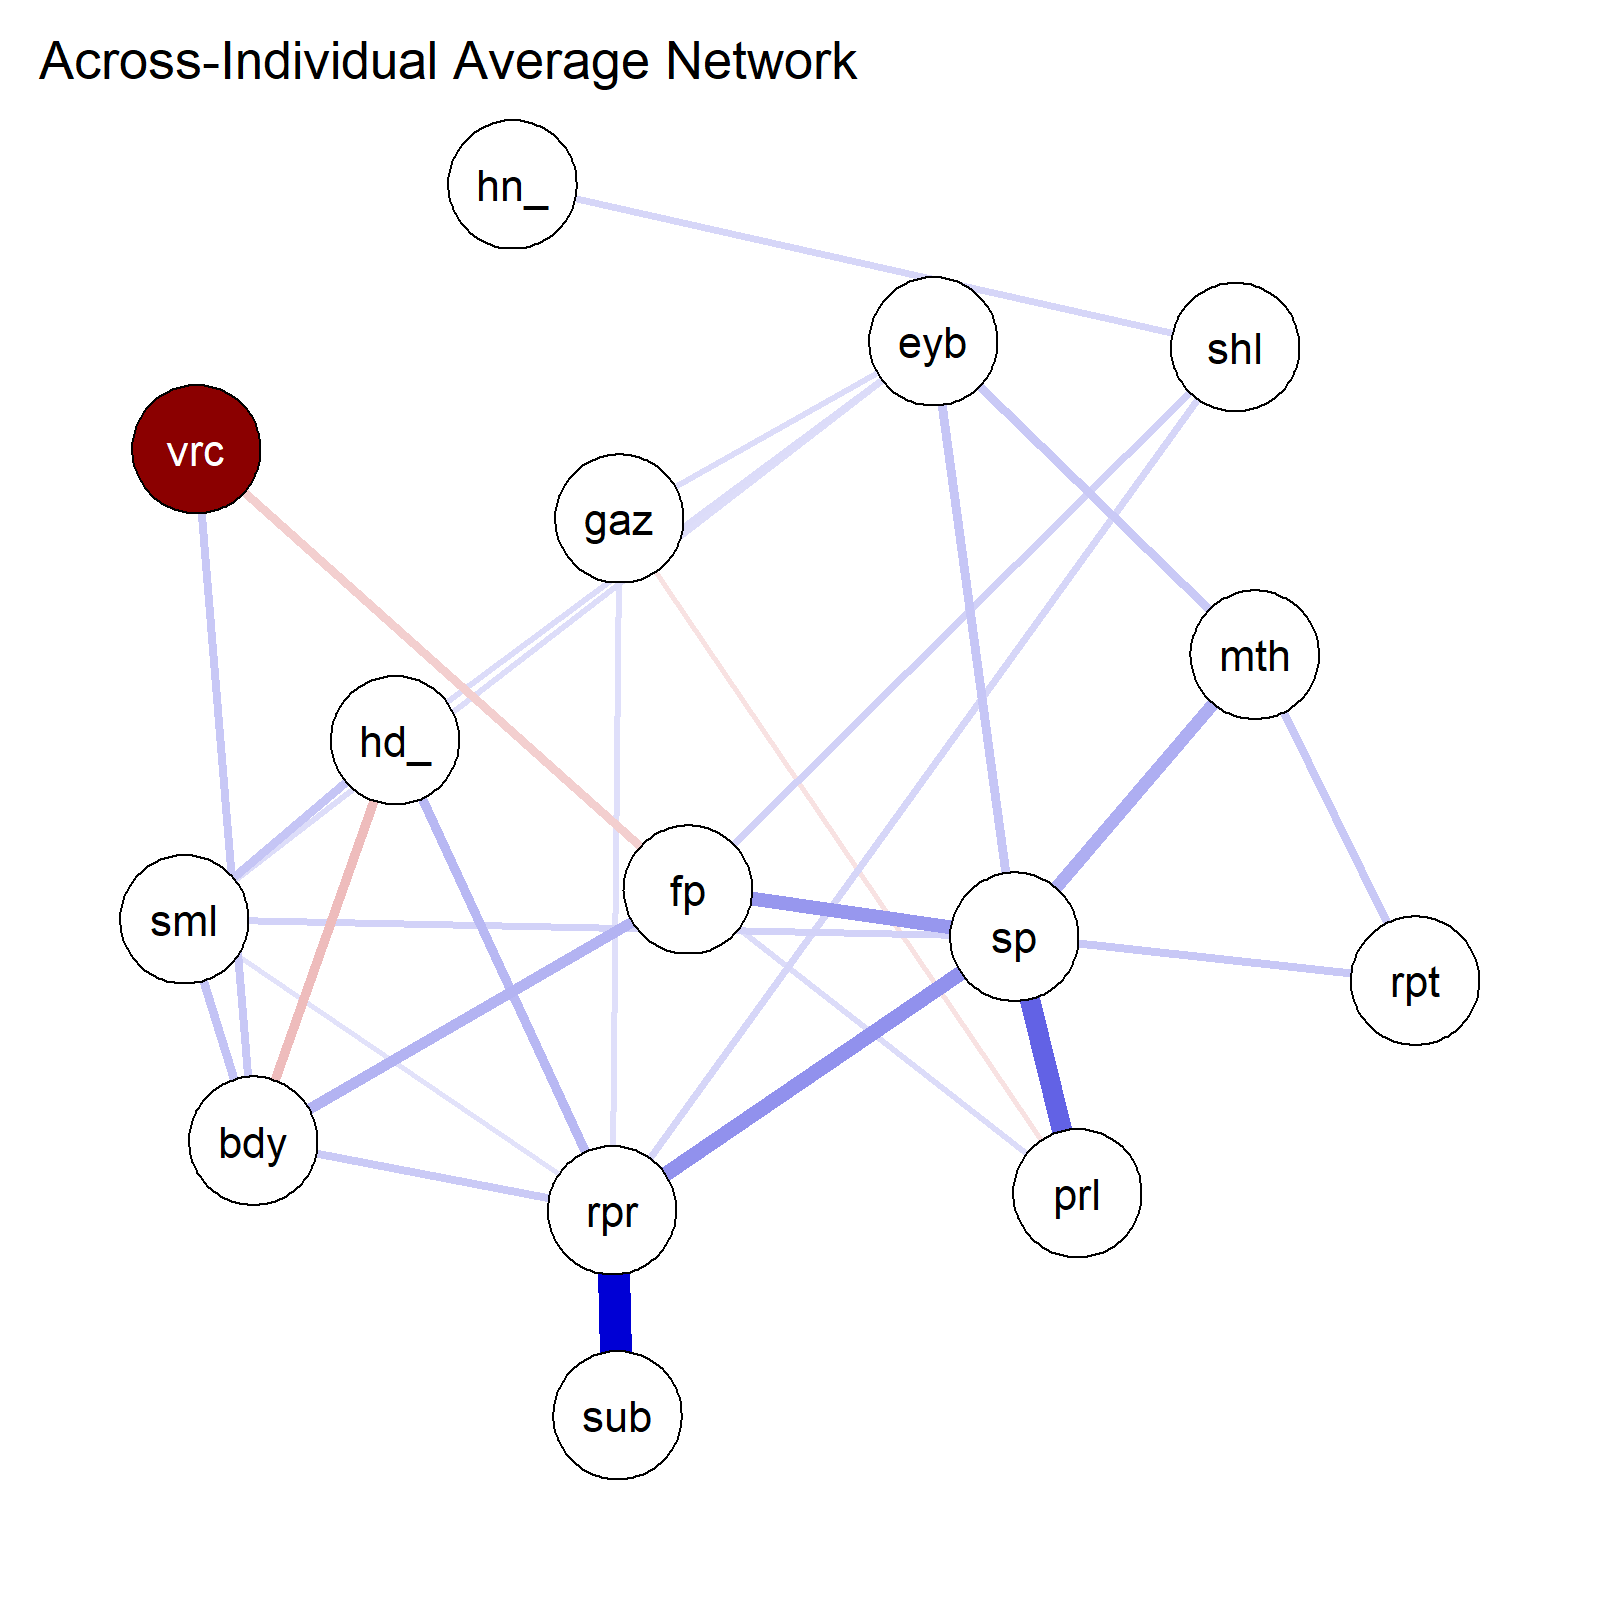 Across-Individual Average Network
hn_
eyb
shl
vrc
gaz
mth
hd_
fp
sml
sp
rpt
bdy
prl
rpr
sub